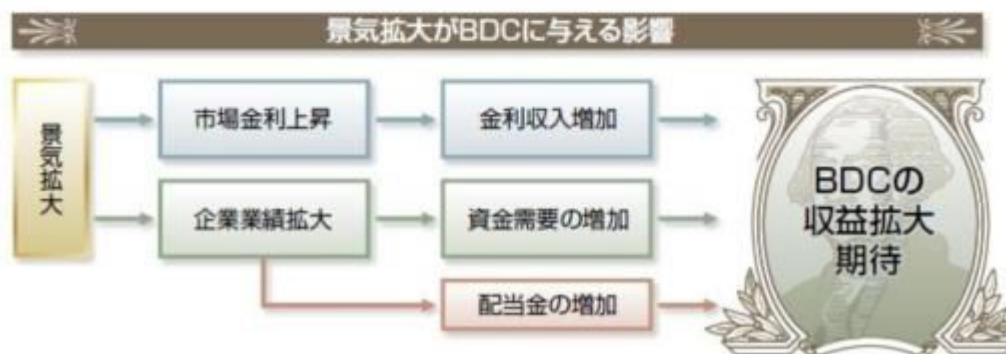 景気拡大がBDCに与える影響
景気拡大
市場金利上昇
金利収入増加
企業業績拡大
資金需要の増加
配当金の増加
BDCの
収益拡大
期待